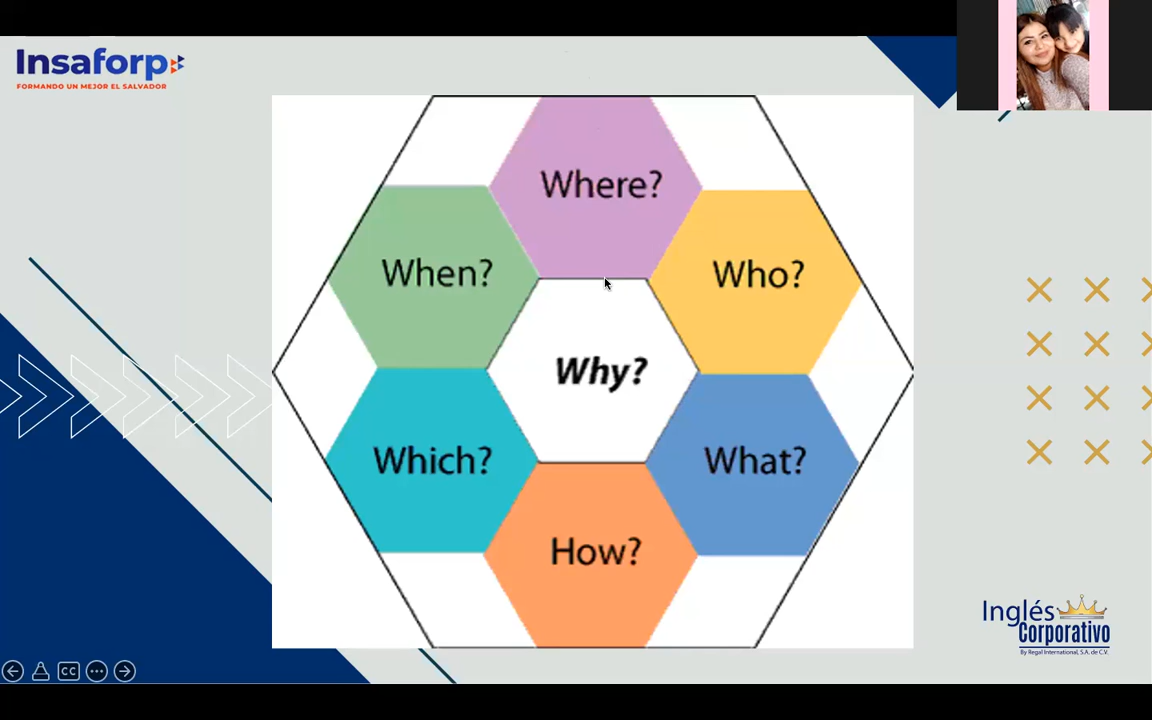 Insaforp
FORMANDO UN MEJOR EL SALVADOR
Where?
When?
Who?
Why?
Which?
What?
How?
Inglés
Corporativo
By Regal International, S.A. de C.V.
CC